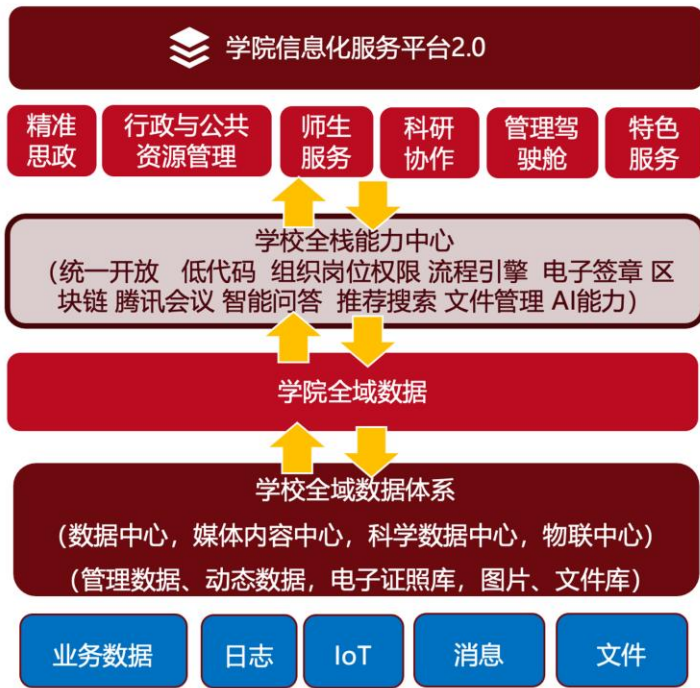 学院信息化服务平台2.0
精准
思政
行政与公共
资源管理
师生
服务
科研
协作
管理驾
驶舱
特色
服务
学校全栈能力中心
(统一开放 低代码 组织岗位权限 流程引擎 电子签章 区
块链 腾讯会议 智能问答 推荐搜索 文件管理 AI能力)
学院全域数据
学校全域数据体系
(数据中心，媒体内容中心，科学数据中心，物联中心)
(管理数据、动态数据，电子证照库，图片、文件库)
业务数据
日志
IoT
消息
文件